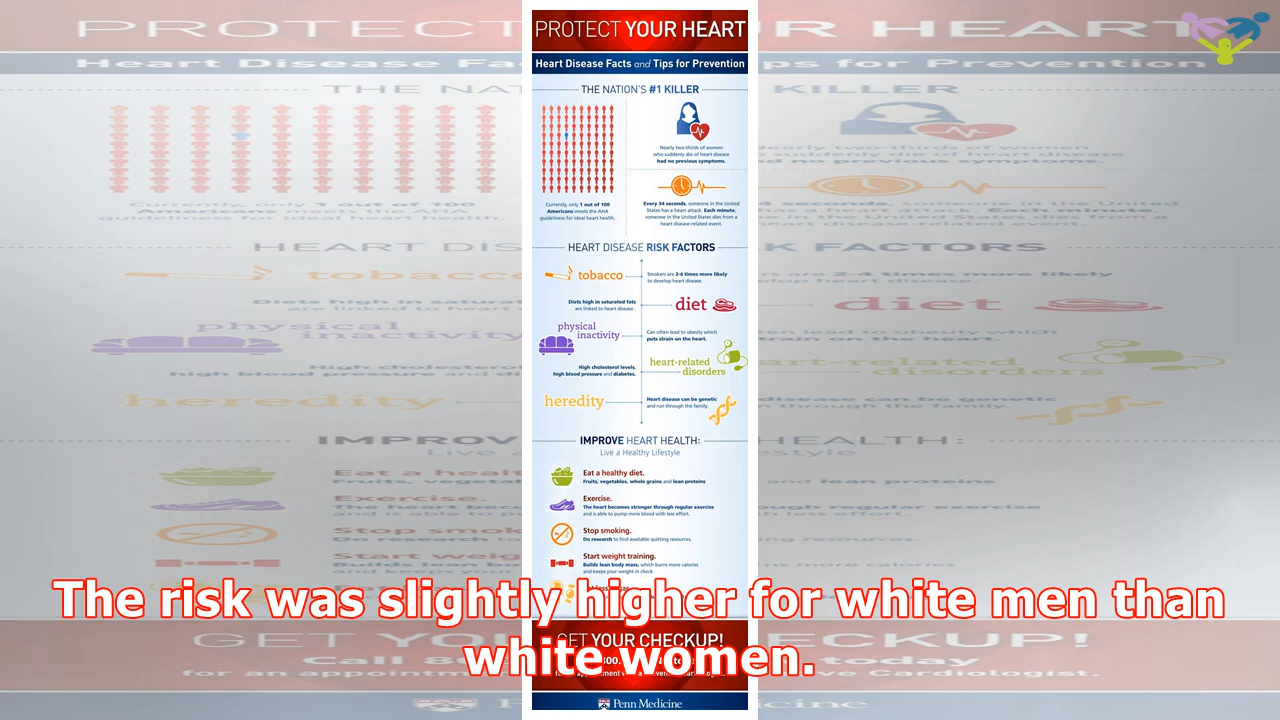 PROTECT YOUR HEART
Heart Disease Facts and Tips for Prevention
THE NATION'S #1 KILLER
Nearly two-thirds of women
who suddenly die of heart disease
had no previous symptoms.
Currently, only 1 out of 100
Americans meets the AHA
guidelines for ideal heart health.
Every 34 seconds, someone in the United
States has a heart attack. Each minute,
someone in the United States dies from a
heart disease-related event.
HEART DISEASE RISK FACTORS
tobacco
Smokers are 2-4 times more likely
to develop heart disease.
Diets high in saturated fats
are linked to heart disease.
diet
physical
inactivity
Can often lead to obesity which
puts strain on the heart.
heart-related
disorders
High cholesterol levels,
high blood pressure and diabetes.
heredity
Heart disease can be genetic
and run through the family.
IMPROVE HEART HEALTH:
Live a Healthy Lifestyle
Eat a healthy diet.
Fruits, vegetables, whole grains and lean proteins
Exercise.
The heart becomes stronger through regular exercise
and is able to pump more blood with less effort.
Stop smoking.
Do research to find available quitting resources.
Start weight training.
Builds lean body mass, which burns more calories
and keeps your weight in check
The risk was slightly higher for white men than
white women.
GET YOUR CHECKUP!
Penn Medicine